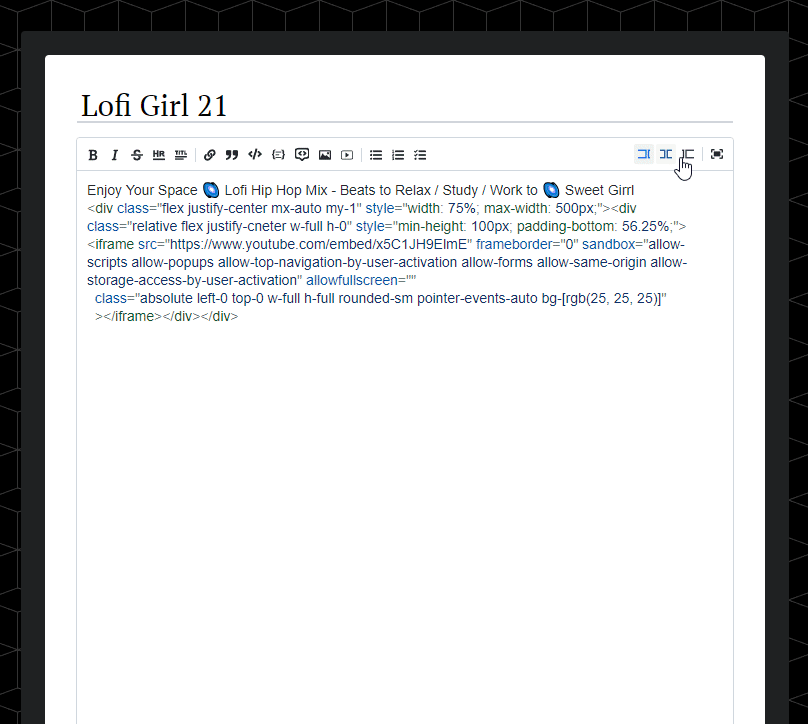 Lofi Girl 21
B I S HR TITL
Enjoy Your Space Lofi Hip Hop Mix - Beats to Relax / Study / Work to Sweet Girrl
<div class="flex justify-center mx-auto my-1" style="width: 75%; max-width: 500px;"><div
class="relative flex justify-cneter w-full h-0" style="min-height: 100px; padding-bottom: 56.25%;">
<iframe src="https://www.youtube.com/embed/x5C1JH9EImE" frameborder="0" sandbox="allow-
scripts allow-popups allow-top-navigation-by-user-activation allow-forms allow-same-origin allow-
storage-access-by-user-activation" allowfullscreen=""
class="absolute left-0 top-0 w-full h-full rounded-sm pointer-events-auto bg-[rgb(25, 25, 25)]"
></iframe></div></div>